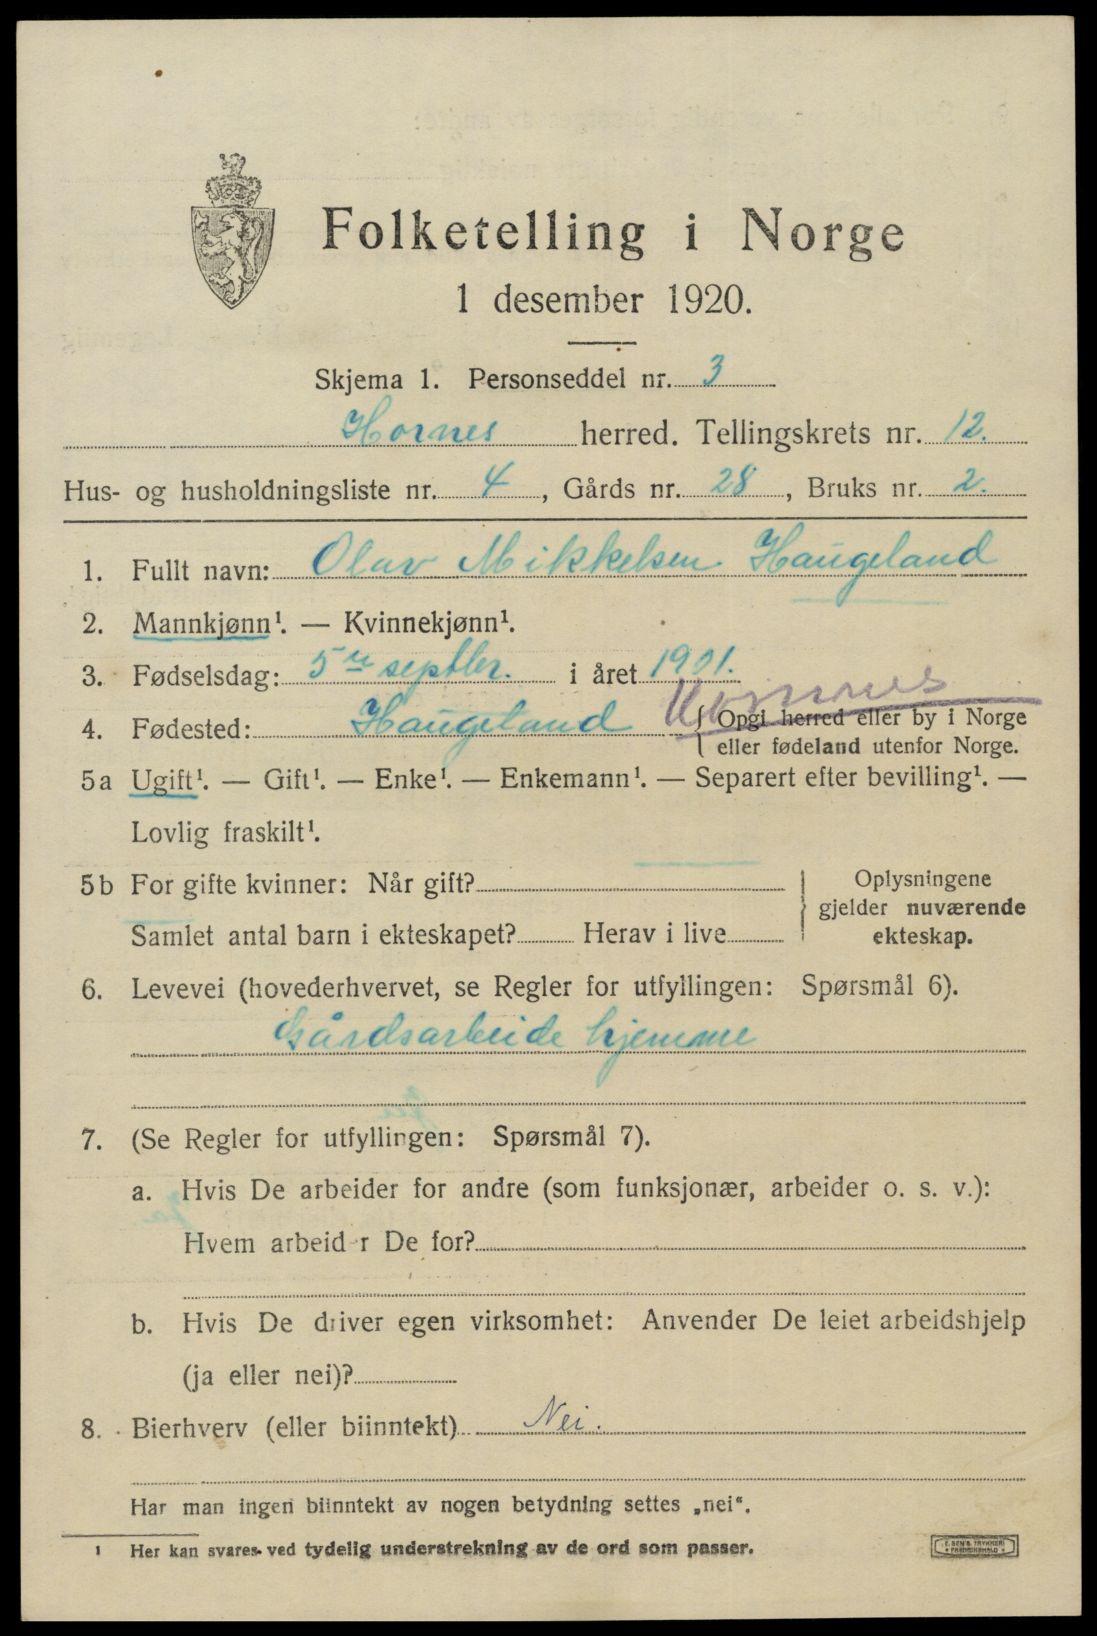 Folketelling i Norge
1 desember 1920.
Skjema 1. Personseddel nr. 3
Hornes herred. Tellingskrets nr. 12.
Hus- og husholdningsliste nr. 4, Gårds nr. 28, Bruks nr. 2.
1. Fullt navn: Olav Mikkelsen Haugeland
2. Mannkjønn¹. — Kvinnekjønn¹.
3. Fødselsdag: 5te septbr. i året 1901.
Hornnes
4. Fødested: Haugeland { Opgi herred eller by i Norge
eller fødeland utenfor Norge.
5a Ugift¹. — Gift¹. — Enke¹. — Enkemann¹. — Separert efter bevilling¹. —
Lovlig fraskilt¹.
5b For gifte kvinner: Når gift?
Samlet antal barn i ekteskapet? Herav i live
} Oplysningene
gjelder nuværende
ekteskap.
6. Levevei (hovederhvervet, se Regler for utfyllingen: Spørsmål 6).
Gårdsarbeide hjemme
7. (Se Regler for utfyllingen: Spørsmål 7).
a. Hvis De arbeider for andre (som funksjonær, arbeider o. s. v.):
Hvem arbeider De for?
b. Hvis De driver egen virksomhet: Anvender De leiet arbeidshjelp
(ja eller nei)?
8. Bierhverv (eller biinntekt) Nei.
Har man ingen biinntekt av nogen betydning settes „nei“.
¹ Her kan svares ved tydelig understrekning av de ord som passer.